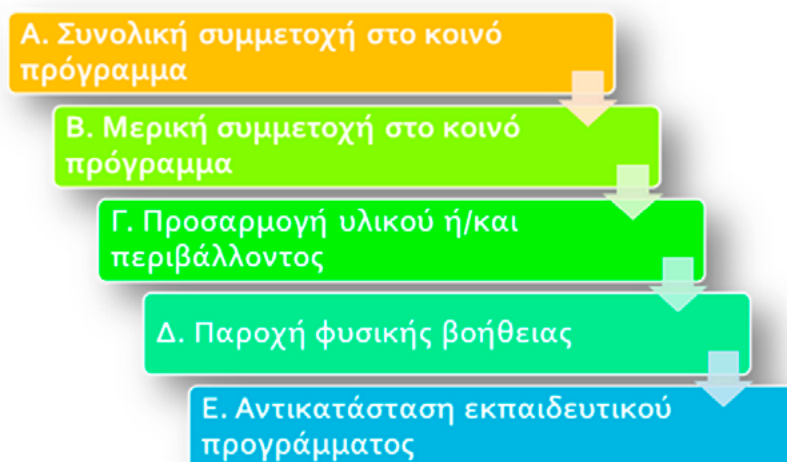 Α. Συνολική συμμετοχή στο κοινό
πρόγραμμα
Β. Μερική συμμετοχή στο κοινό
πρόγραμμα
Γ. Προσαρμογή υλικού ή/και
περιβάλλοντος
Δ. Παροχή φυσικής βοήθειας
Ε. Αντικατάσταση εκπαιδευτικού
προγράμματος